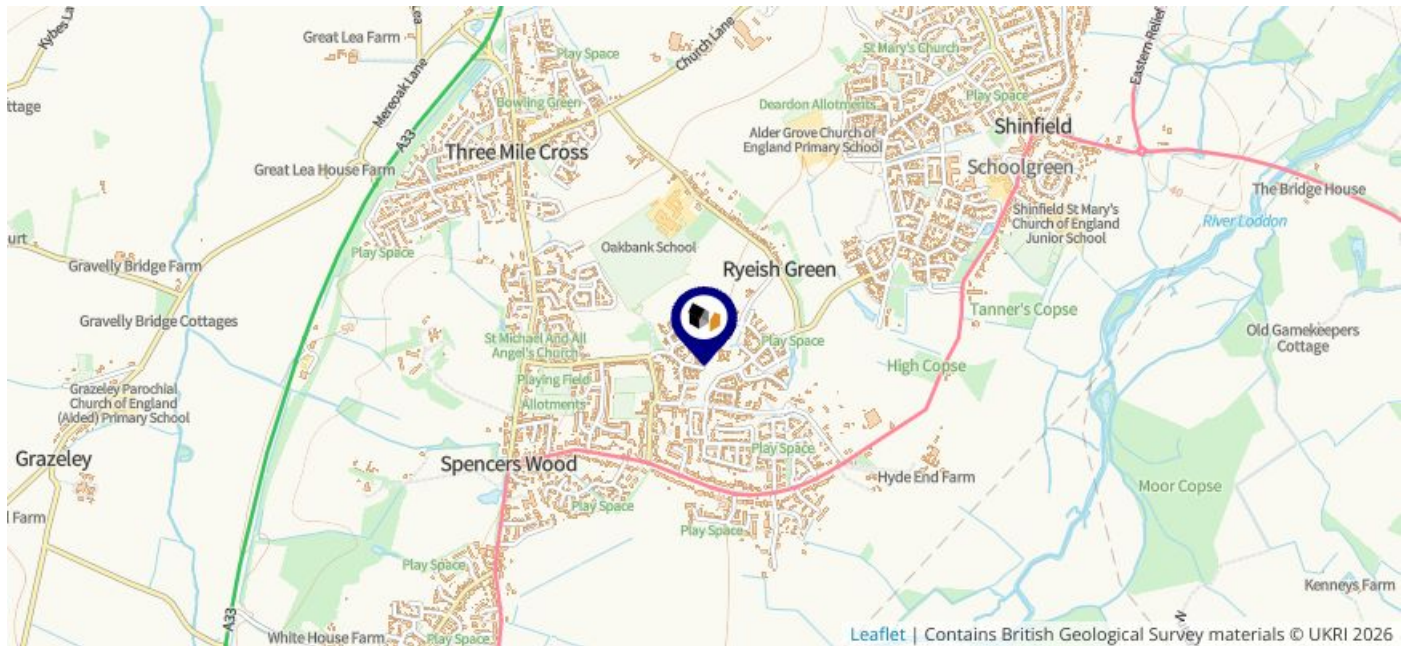 Kybes La
Great Lea Farm
Lea
Mereoak Lane
A33
Play Space
Bowling Green
Church Lane
St Mary's Church
Play Space
Eastern Relief
ttage
Deardon Allotments
Alder Grove Church of
England Primary School
Shinfield
Schoolgreen
Three Mile Cross
Great Lea House Farm
40
The Bridge House
Shinfield St Mary's
Church of England
Junior School
River Loddon
Play Space
Oakbank School
Ryeish Green
ourt
Gravelly Bridge Farm
Gravelly Bridge Cottages
50
Tanner's Copse
Old Gamekeepers
Cottage
St Michael And All
Angel's Church
Play Space
High Copse
Playing Field
Allotments
Grazeley Parochial
Church of England
(Aided) Primary School
Grazeley
Spencers Wood
Play Space
Hyde End Farm
Moor Copse
l Farm
Play Space
Play Space
Play Space
Kenneys Farm
A33
White House Farm
Play Space
Leaflet | Contains British Geological Survey materials © UKRI 2026